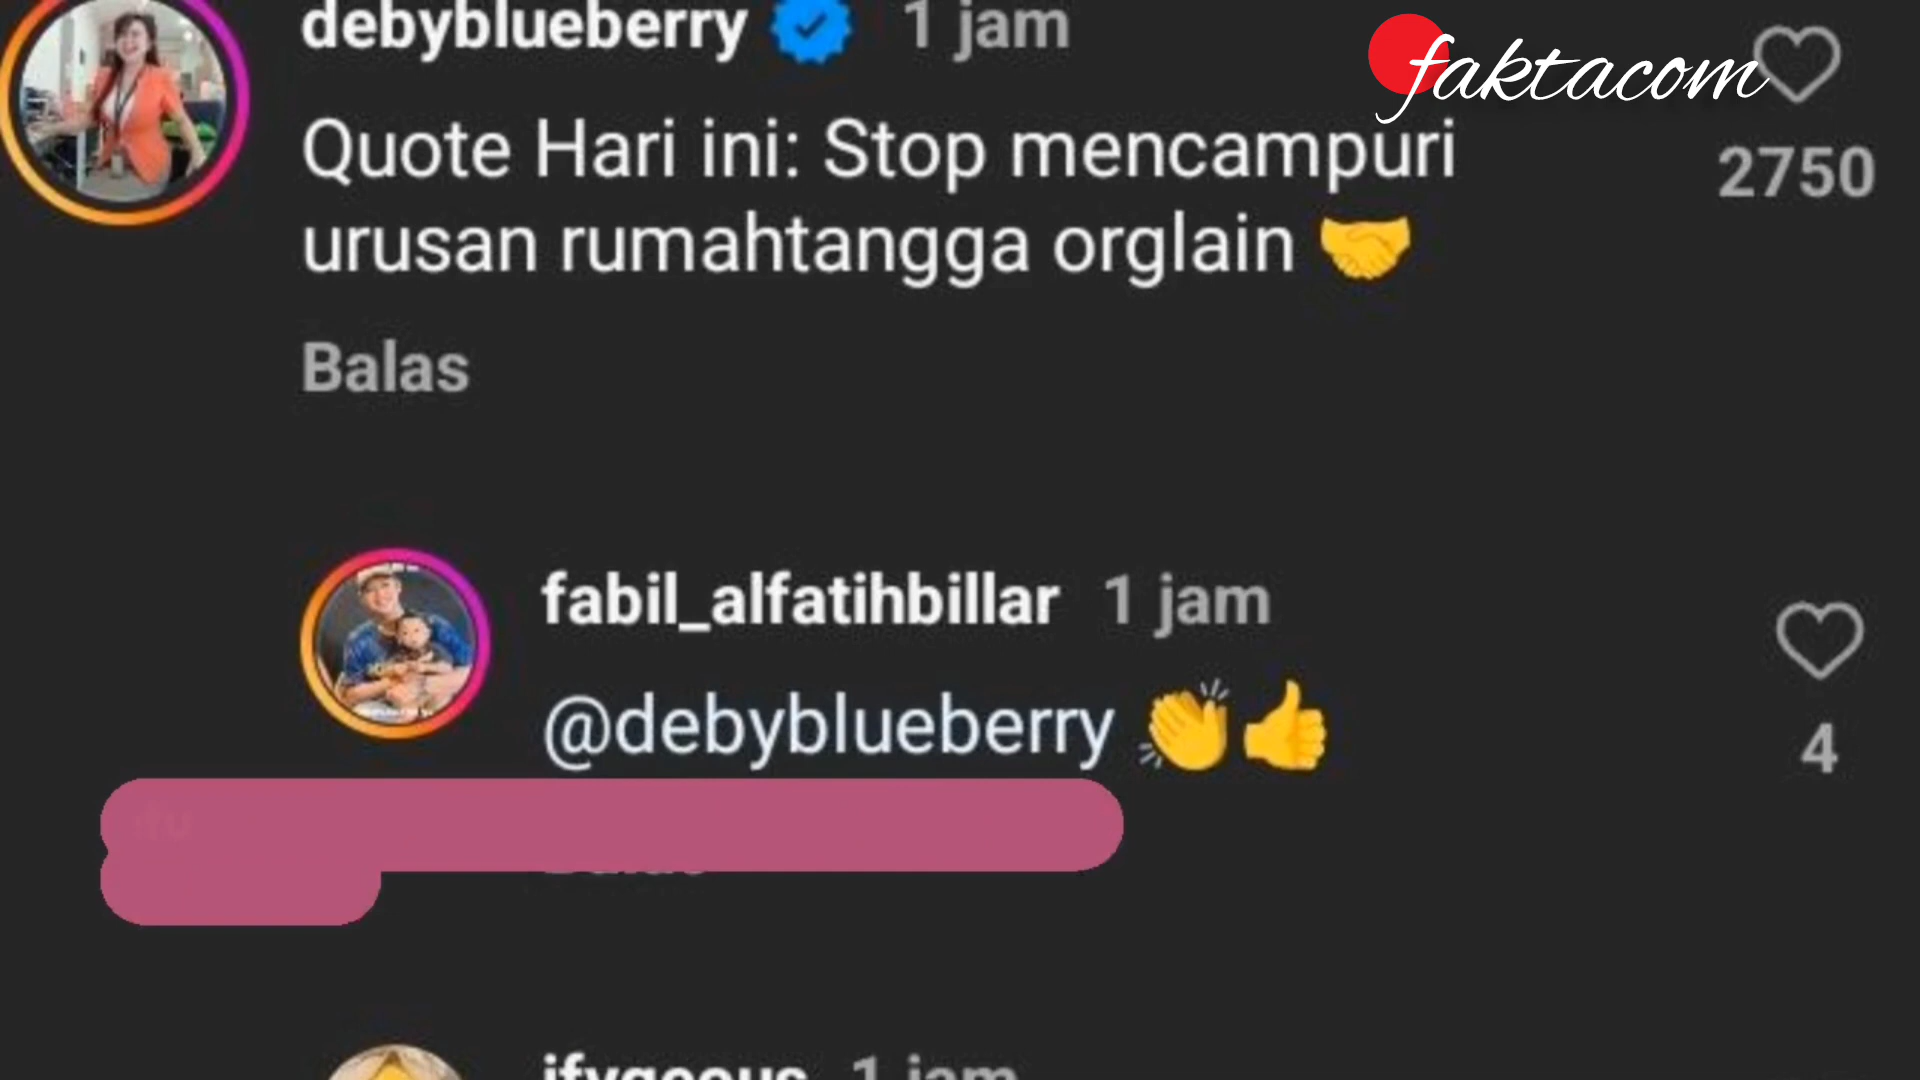 debyblueberry 1 jam
faktacom
Quote Hari ini: Stop mencampuri
urusan rumahtangga orglain 🤝
2750
Balas
fabil_alfatihbillar 1 jam
@debyblueberry 👏👍
4
1 jam